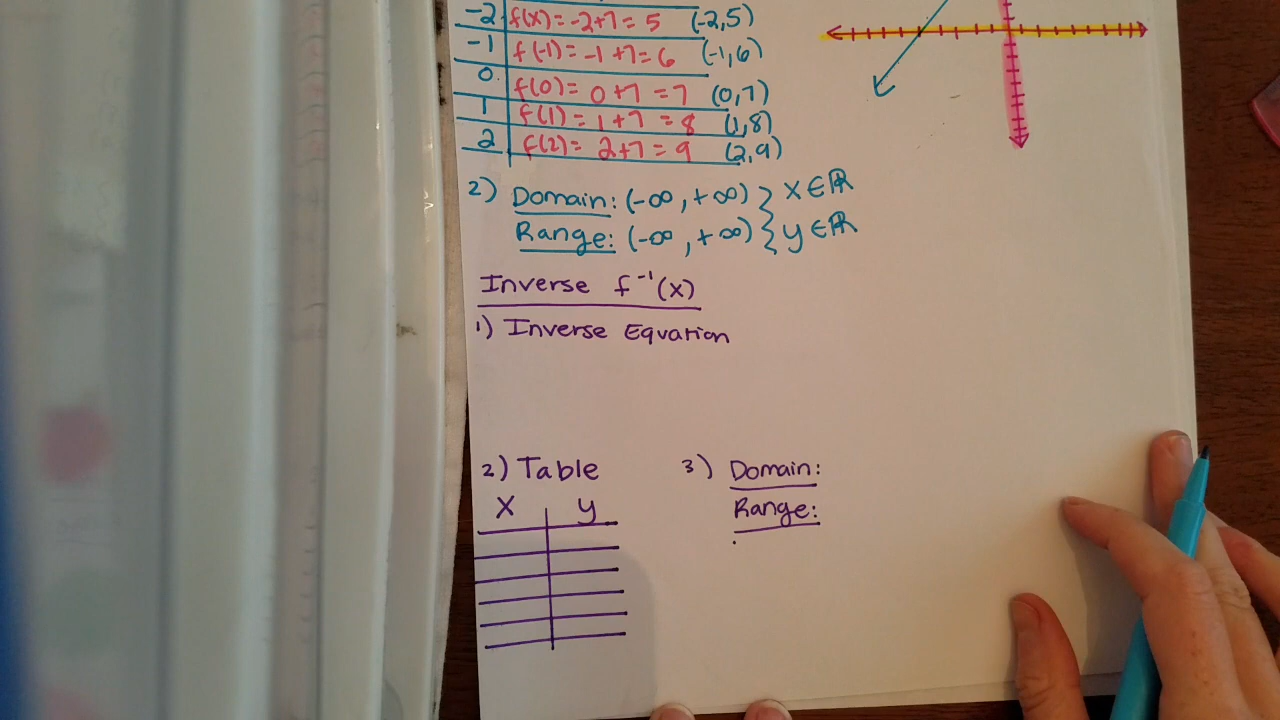 -2 f(x)= -2+7 = 5 (-2,5)
-1 f(-1)= -1 +7=6 (-1,6)
0. f(0)= 0+7 =7 (0,7)
1 f(1)= 1+7 = 8 (1,8)
2 f(2)= 2+7 = 9 (2,9)
2) Domain: (-∞,+∞) } x∈ℝ
Range: (-∞,+∞) } y∈ℝ
Inverse f⁻¹(x)
1) Inverse Equation
2) Table
x y
3) Domain:
Range: